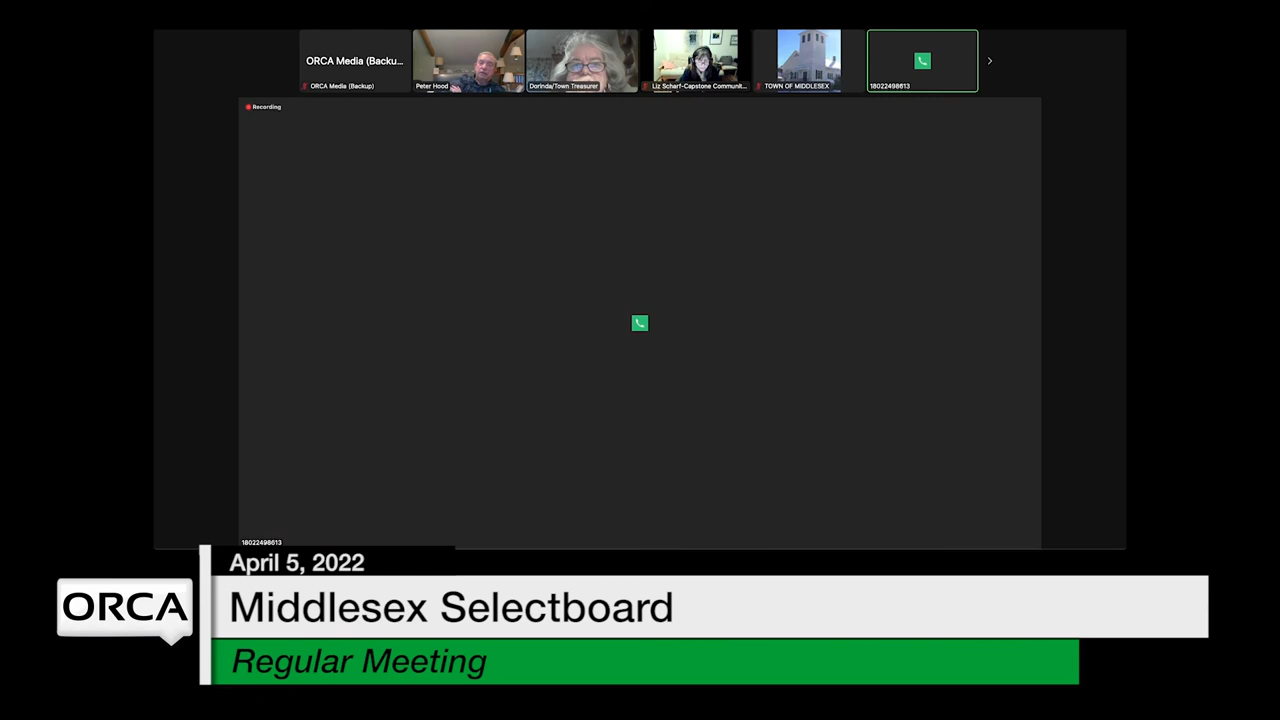 ORCA Media (Backu...
ORCA Media (Backup)
Peter Hood
Dorinda/Town Treasurer
Liz Scharf-Capstone Communit...
TOWN OF MIDDLESEX
18022498613
Recording
18022498613
April 5, 2022
ORCA
Middlesex Selectboard
Regular Meeting